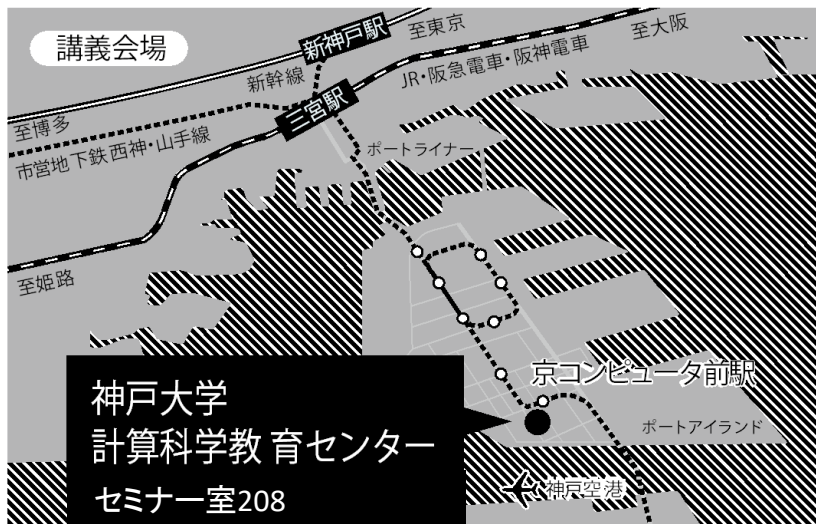 講義会場
新神戸駅
至東京
至大阪
新幹線
JR・阪急電車・阪神電車
至博多
三宮駅
市営地下鉄 西神・山手線
ポートライナー
至姫路
京コンピュータ前駅
神戸大学
計算科学教 育センター
セミナー室208
ポートアイランド
神戸空港